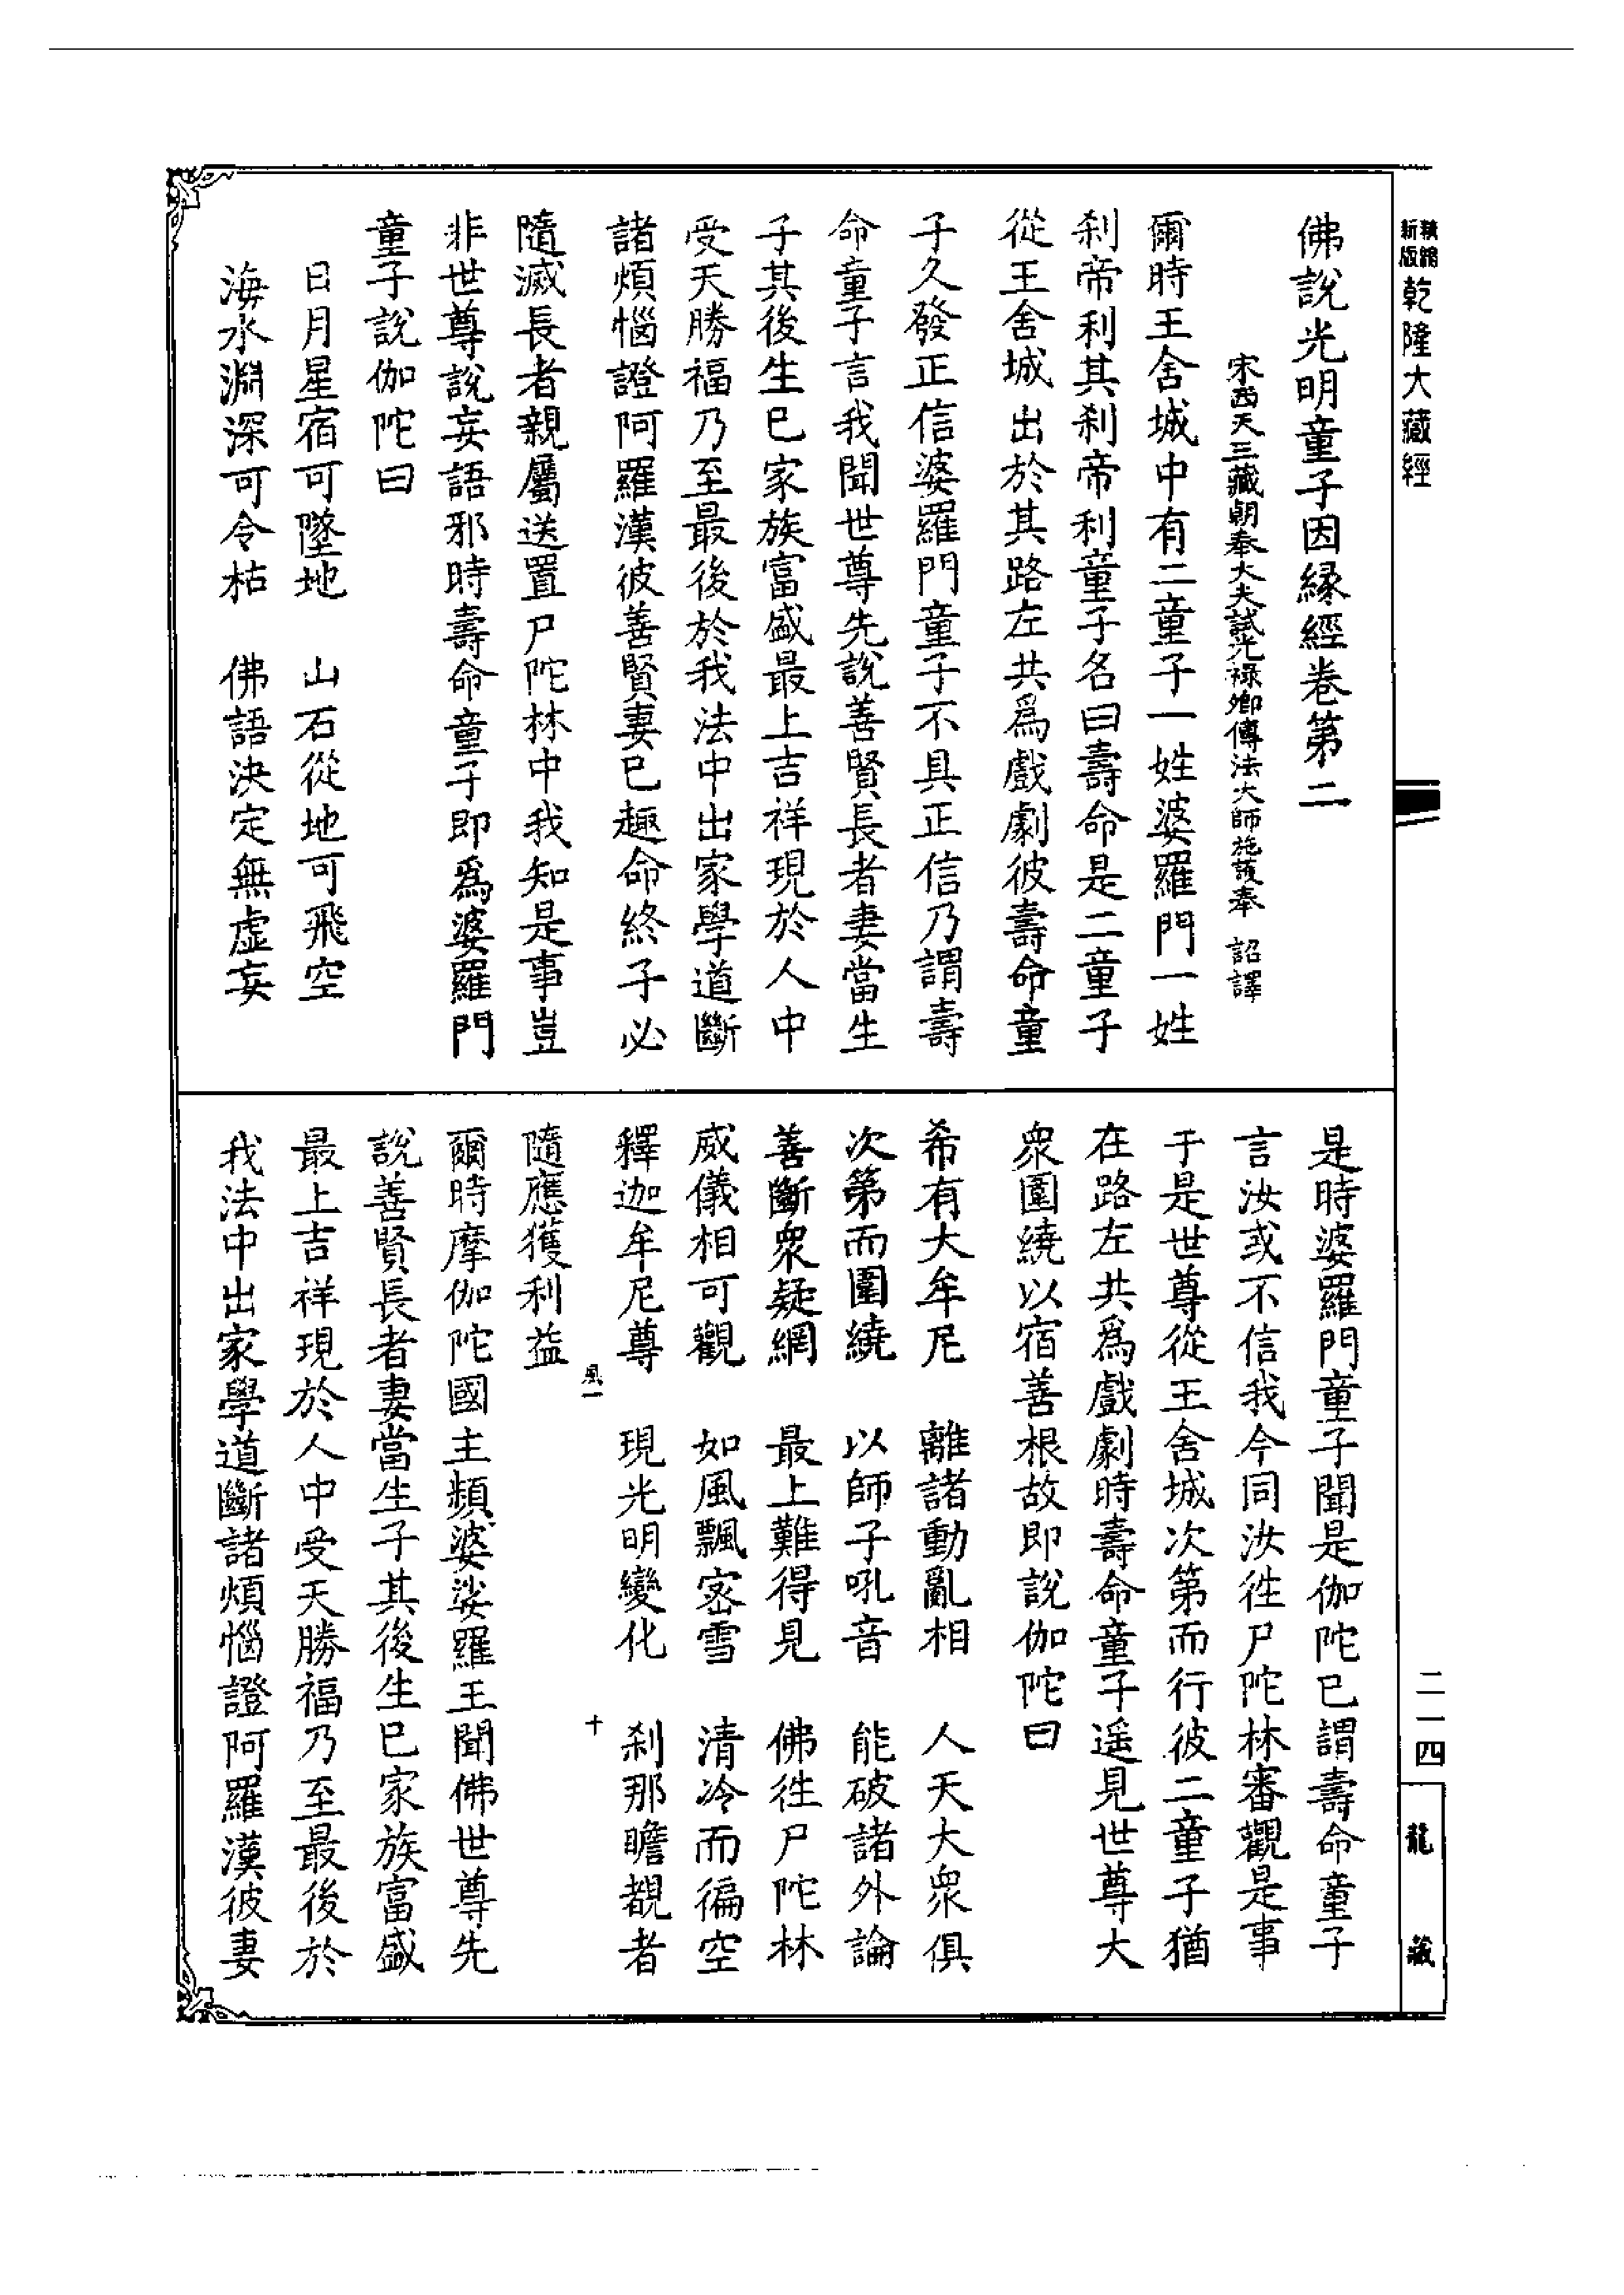 精縮新版乾隆大藏經
佛說光明童子因緣經卷第二
宋西天三藏朝奉大夫試光祿卿傳法大師施護奉 詔譯
爾時王舍城中有二童子一姓婆羅門一姓
刹帝利其刹帝利童子名曰壽命是二童子
從王舍城出於其路左共爲戲劇彼壽命童
子久發正信婆羅門童子不具正信乃謂壽
命童子言我聞世尊先說善賢長者妻當生
子其後生已家族富盛最上吉祥現於人中
受天勝福乃至最後於我法中出家學道斷
諸煩惱證阿羅漢彼善賢妻已趣命終子必
隨滅長者親屬送置尸陀林中我知是事豈
非世尊說妄語邪時壽命童子即爲婆羅門
童子說伽陀曰
日月星宿可墜地　山石從地可飛空
海水淵深可令枯　佛語決定無虛妄
是時婆羅門童子聞是伽陀已謂壽命童子
言汝或不信我今同汝徃尸陀林審觀是事
于是世尊從王舍城次第而行彼二童子猶
在路左共爲戲劇時壽命童子遥見世尊大
衆圍繞以宿善根故即說伽陀曰
希有大牟尼　離諸動亂相　人天大衆俱
次第而圍繞　以師子吼音　能破諸外論
善斷衆疑網　最上難得見　佛徃尸陀林
威儀相可觀　如風飄密雪　清冷而徧空
釋迦牟尼尊　現光明變化　刹那瞻覩者
風一　十
隨應獲利益
爾時摩伽陀國主頻婆娑羅王聞佛世尊先
說善賢長者妻當生子其後生已家族富盛
最上吉祥現於人中受天勝福乃至最後於
我法中出家學道斷諸煩惱證阿羅漢彼妻
二一四
龍藏